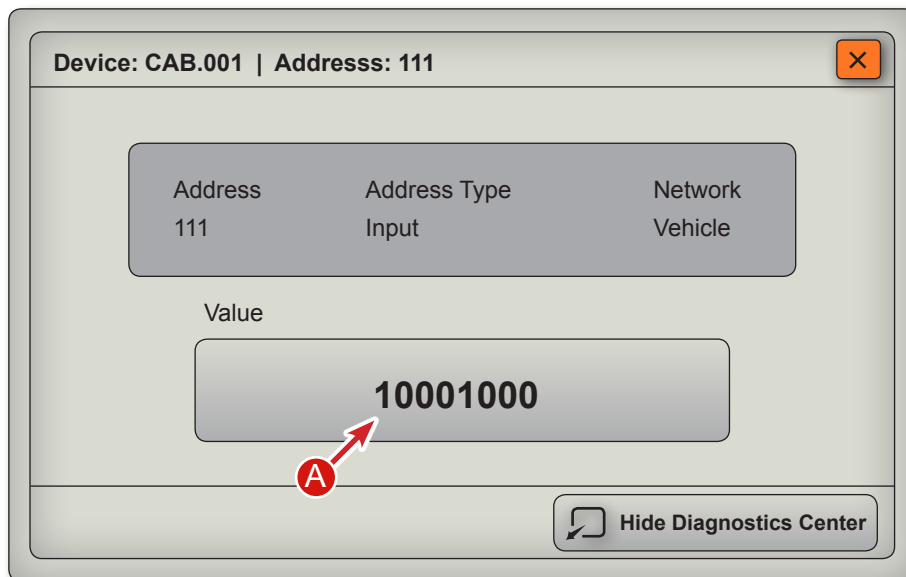 Device: CAB.001 | Addresss: 111
Address Address Type Network
111 Input Vehicle
Value
10001000
A
Hide Diagnostics Center